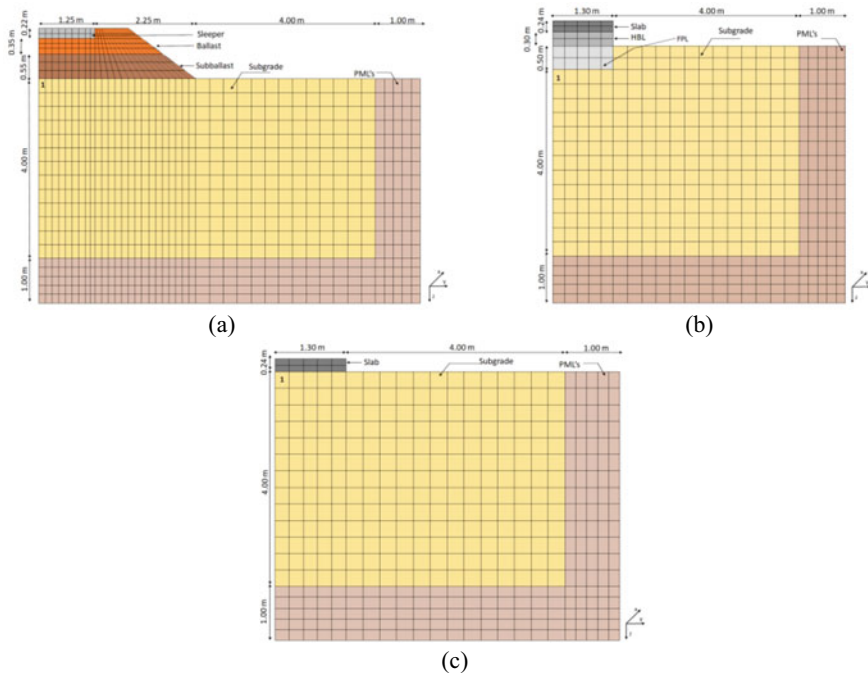 1.25 m 2.25 m 4.00 m 1.00 m
0.22 m
0.35 m
0.55 m
Sleeper
Ballast
Subballast
Subgrade
PML's
1
4.00 m
1.00 m
(a)
1.30 m 4.00 m 1.00 m
0.24 m
0.30 m
0.50 m
Slab
HBL
FPL
Subgrade
PML's
1
4.00 m
1.00 m
(b)
1.30 m 4.00 m 1.00 m
0.24 m
Slab
Subgrade
PML's
1
4.00 m
1.00 m
(c)